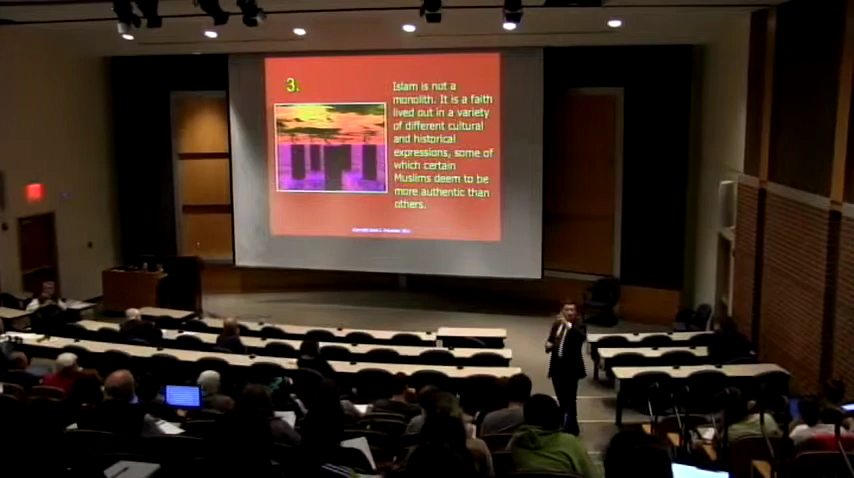 3.
Islam is not a
monolith. It is a faith
lived out in a variety
of different cultural
and historical
expressions, some of
which certain
Muslims deem to be
more authentic than
others.